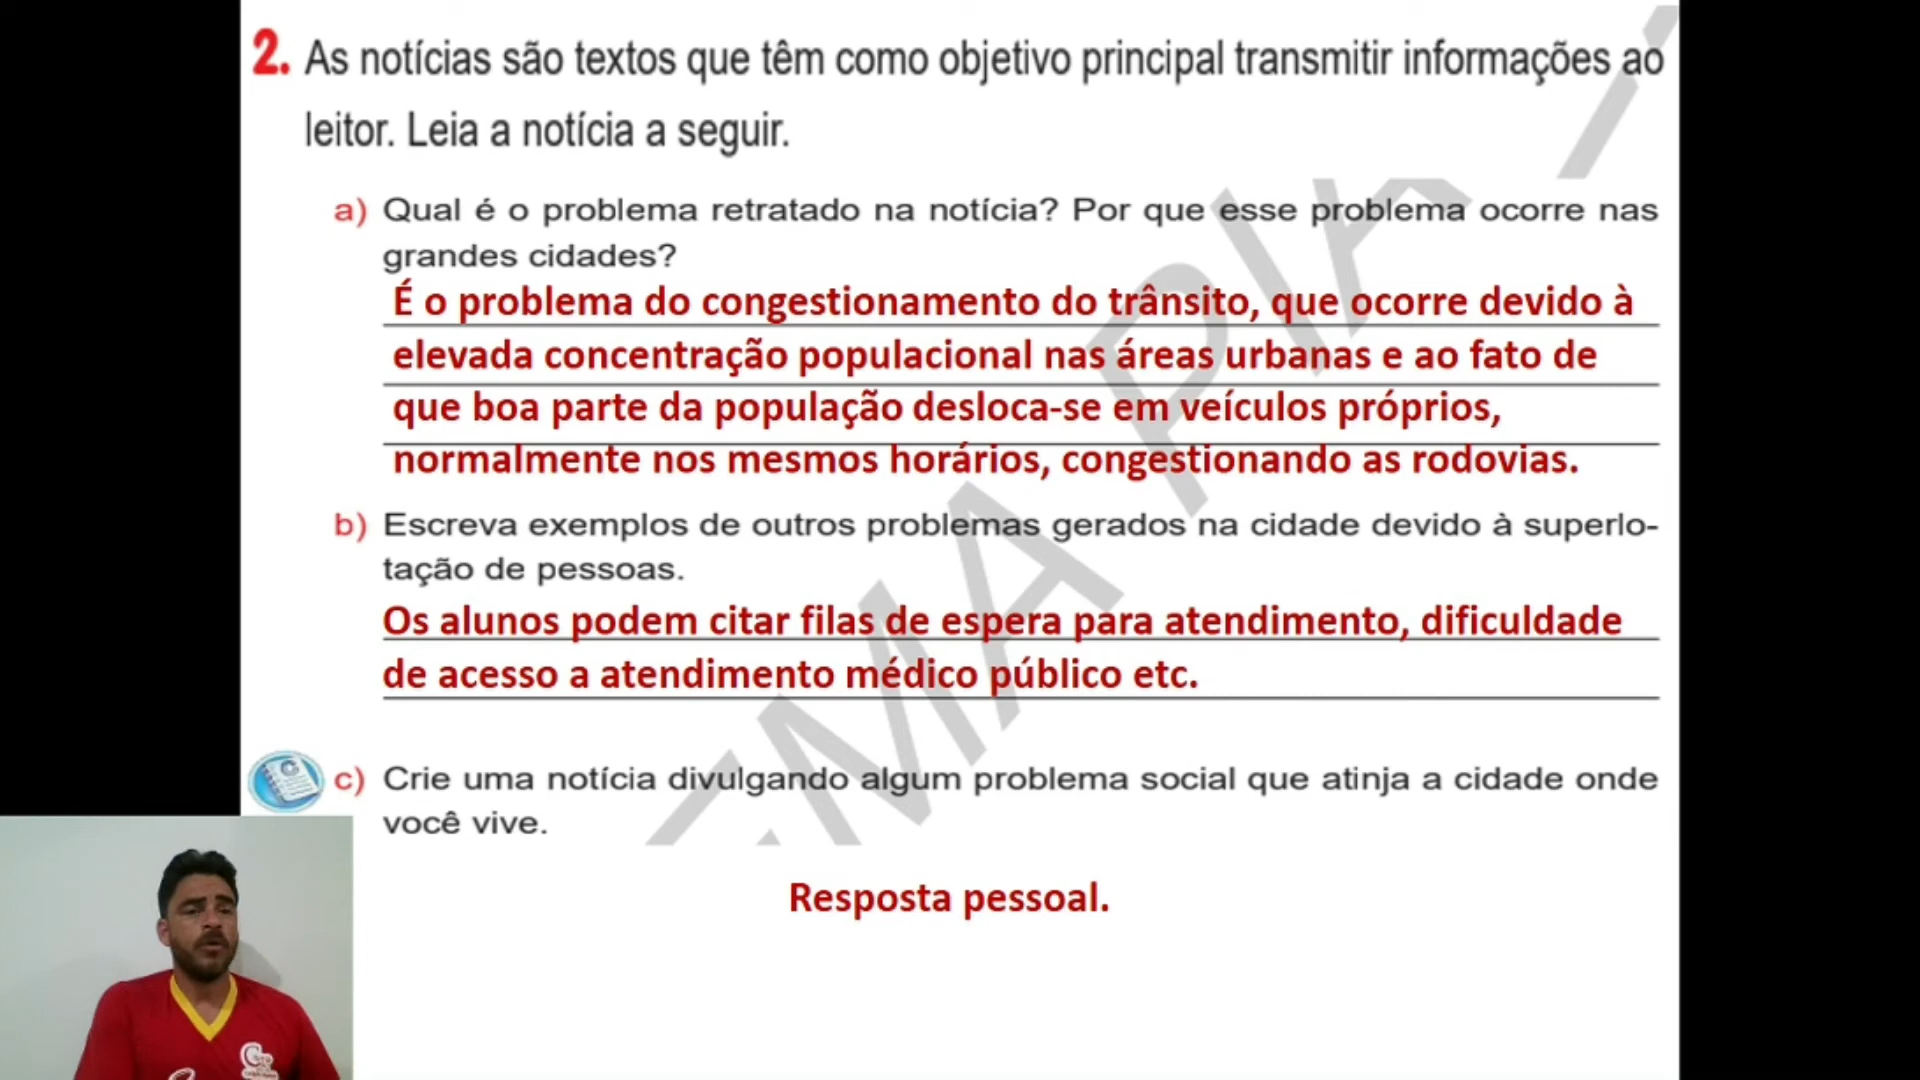 2. As notícias são textos que têm como objetivo principal transmitir informações ao
leitor. Leia a notícia a seguir.
a) Qual é o problema retratado na notícia? Por que esse problema ocorre nas
grandes cidades?
É o problema do congestionamento do trânsito, que ocorre devido à
elevada concentração populacional nas áreas urbanas e ao fato de
que boa parte da população desloca-se em veículos próprios,
normalmente nos mesmos horários, congestionando as rodovias.
b) Escreva exemplos de outros problemas gerados na cidade devido à superlo-
tação de pessoas.
Os alunos podem citar filas de espera para atendimento, dificuldade
de acesso a atendimento médico público etc.
c) Crie uma notícia divulgando algum problema social que atinja a cidade onde
você vive.
Resposta pessoal.